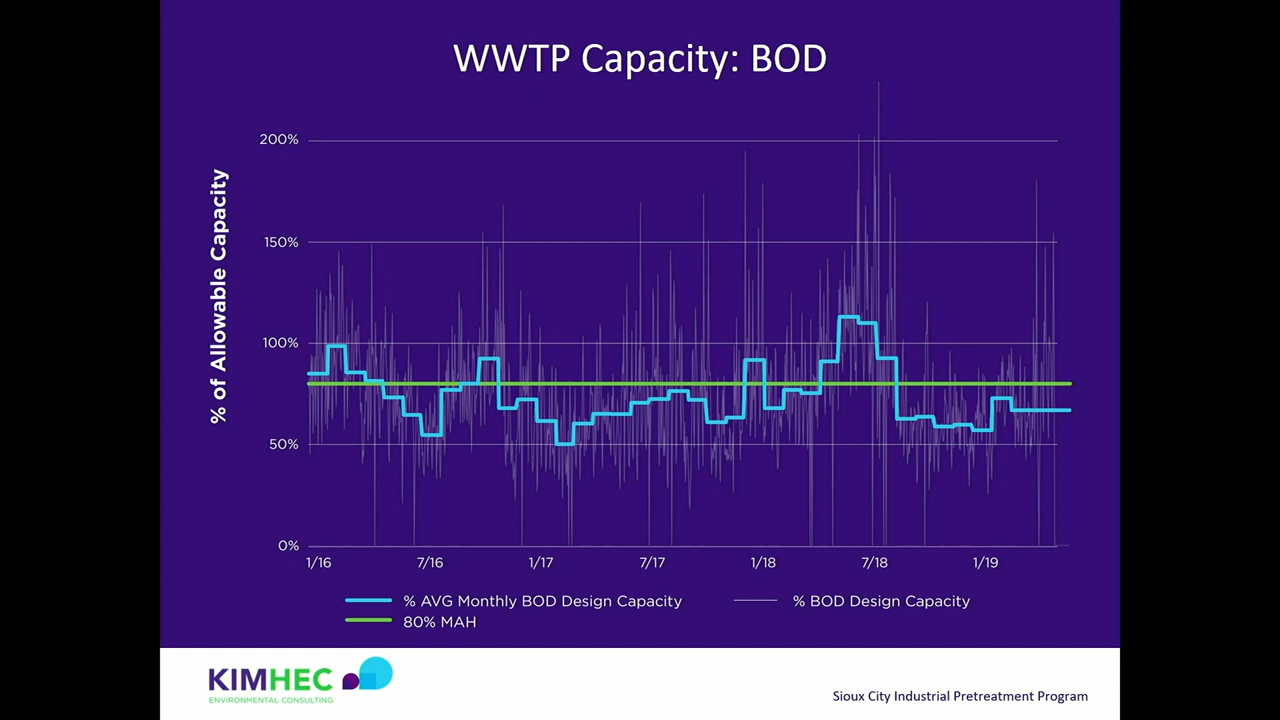 WWTP Capacity: BOD
% of Allowable Capacity
200%
150%
100%
50%
0%
1/16 7/16 1/17 7/17 1/18 7/18 1/19
% AVG Monthly BOD Design Capacity % BOD Design Capacity
80% MAH
KIMHEC
ENVIRONMENTAL CONSULTING
Sioux City Industrial Pretreatment Program